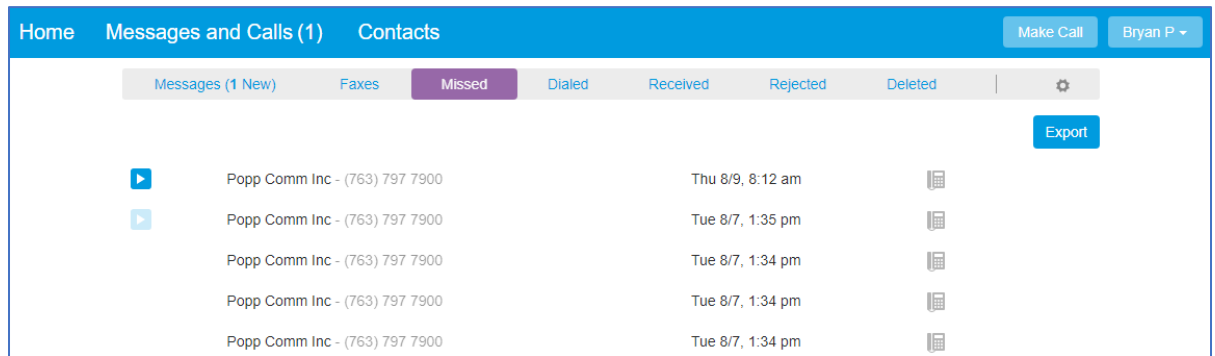 Home Messages and Calls (1) Contacts Make Call Bryan P
Messages (1 New) Faxes Missed Dialed Received Rejected Deleted
Export
Popp Comm Inc - (763) 797 7900 Thu 8/9, 8:12 am
Popp Comm Inc - (763) 797 7900 Tue 8/7, 1:35 pm
Popp Comm Inc - (763) 797 7900 Tue 8/7, 1:34 pm
Popp Comm Inc - (763) 797 7900 Tue 8/7, 1:34 pm
Popp Comm Inc - (763) 797 7900 Tue 8/7, 1:34 pm